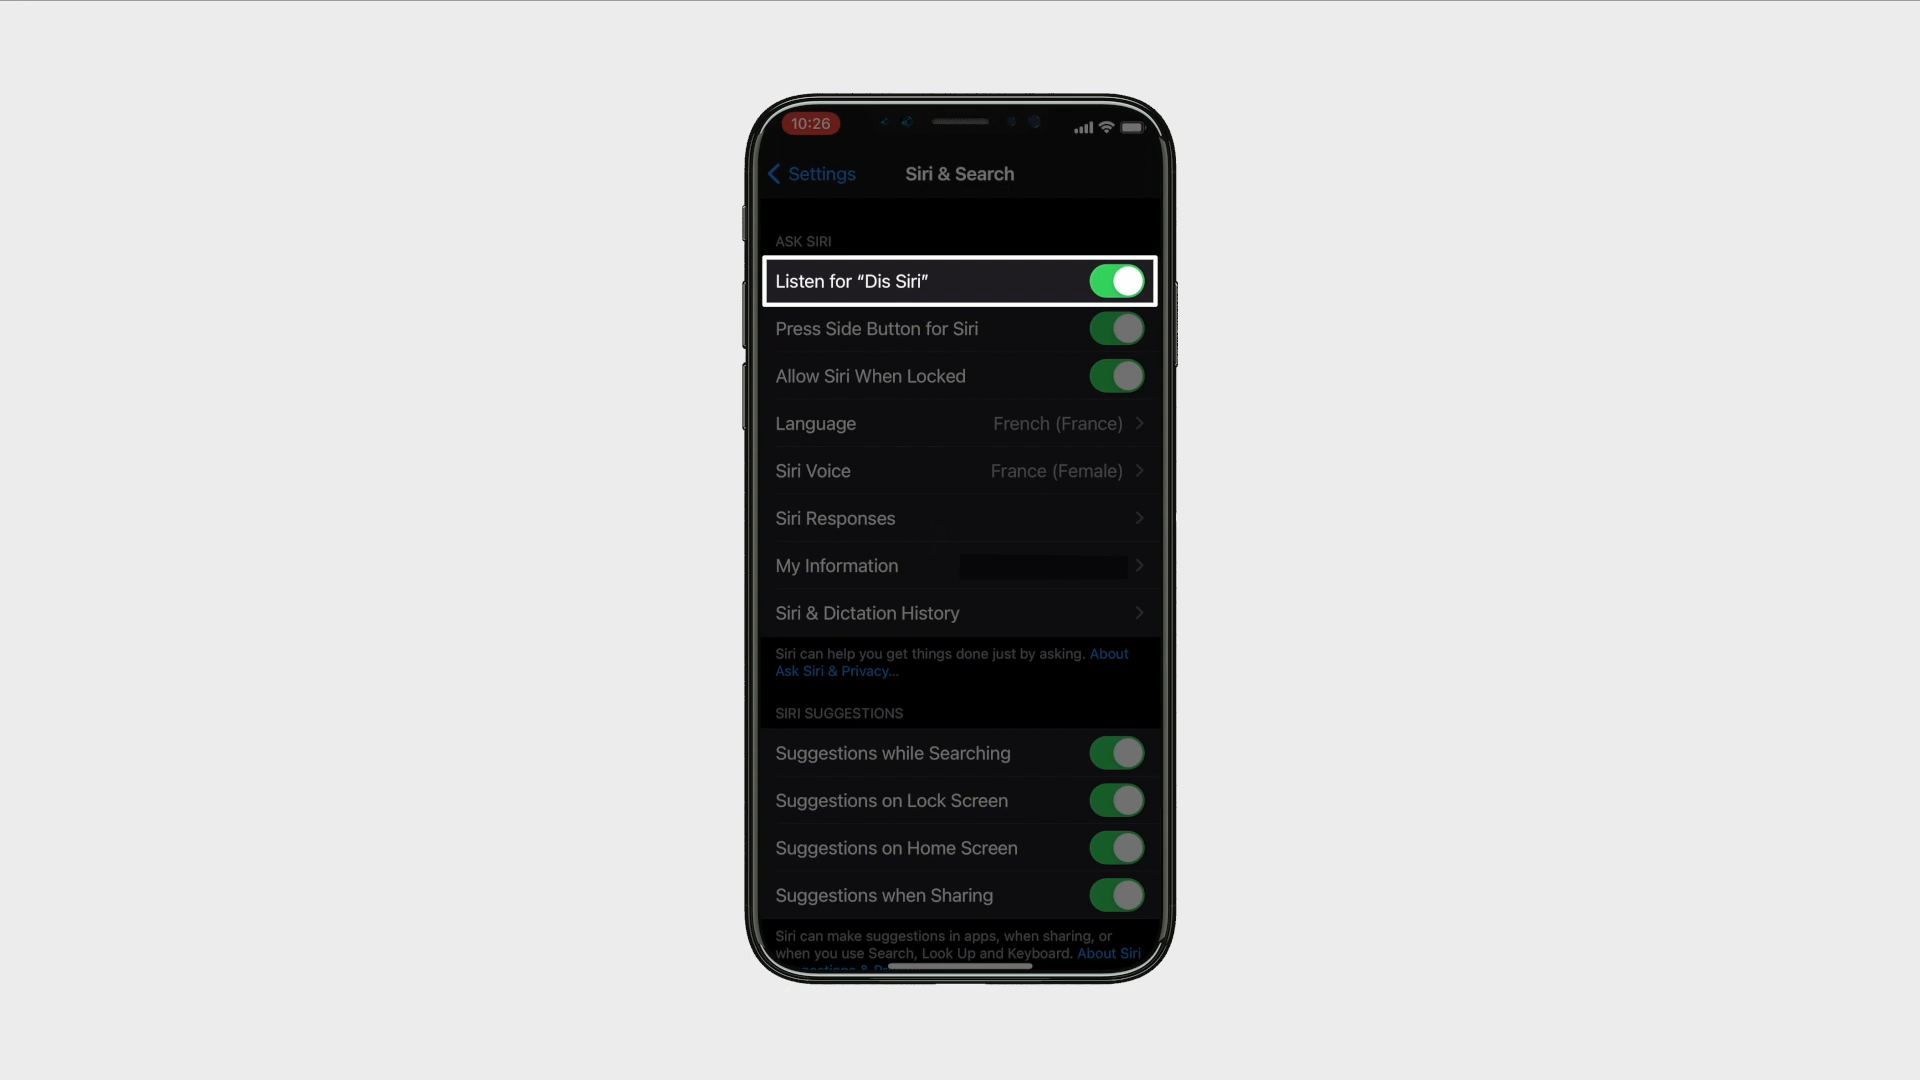 10:26
Settings
Siri & Search
ASK SIRI
Listen for “Dis Siri”
Press Side Button for Siri
Allow Siri When Locked
Language French (France)
Siri Voice France (Female)
Siri Responses
My Information
Siri & Dictation History
Siri can help you get things done just by asking. About
Ask Siri & Privacy...
SIRI SUGGESTIONS
Suggestions while Searching
Suggestions on Lock Screen
Suggestions on Home Screen
Suggestions when Sharing
Siri can make suggestions in apps, when sharing, or
when you use Search, Look Up and Keyboard. About Siri